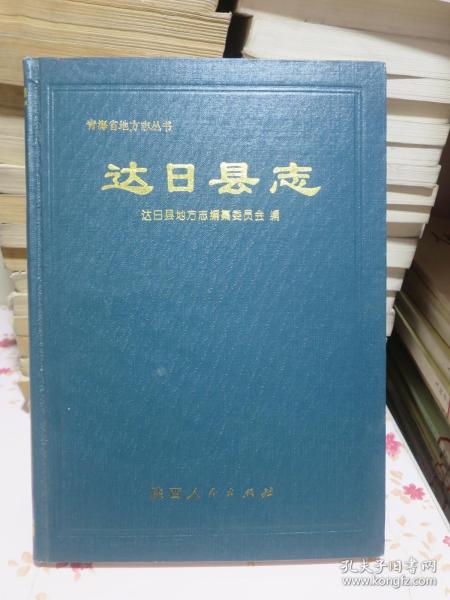 青海省地方志丛书
达日县志
达日县地方志编纂委员会 编
陕西人民出版社
孔夫子旧书网
www.kongfz.com